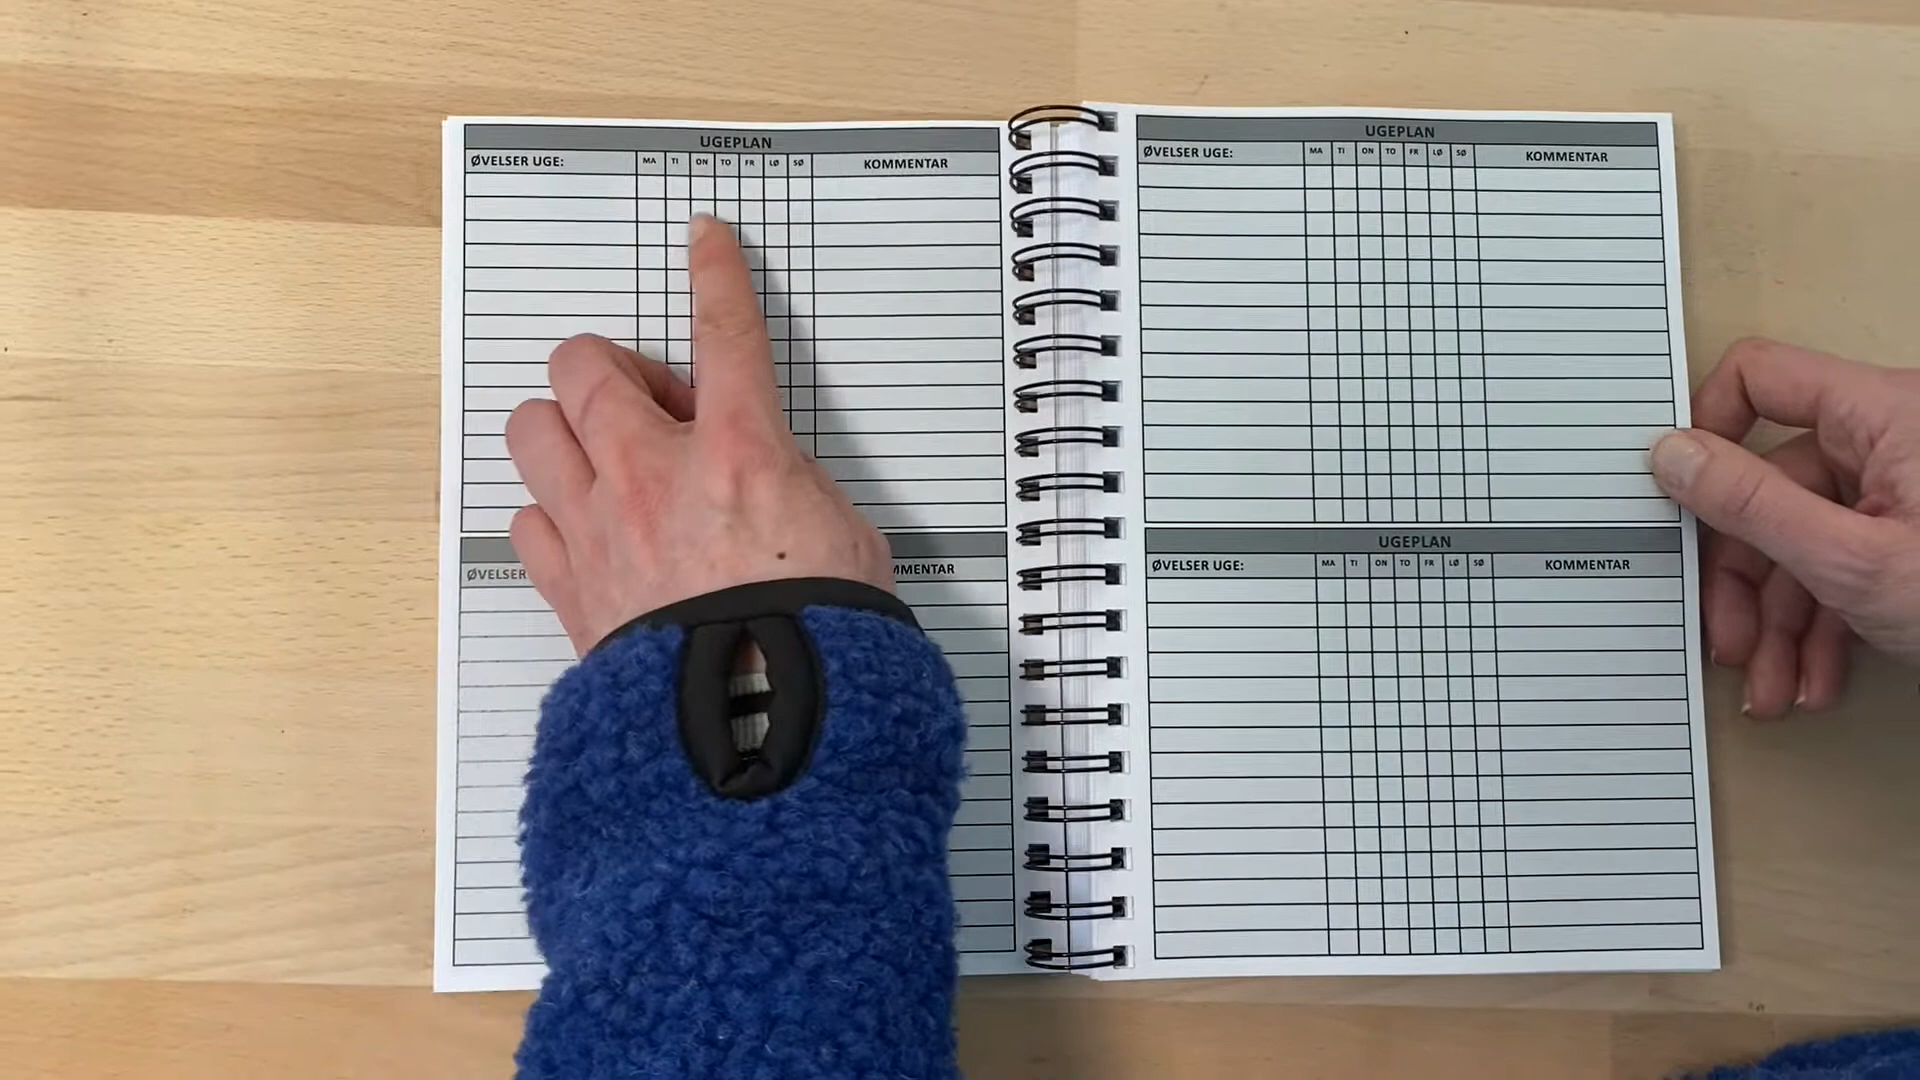 UGEPLAN
ØVELSER UGE: MA TI ON TO FR LØ SØ KOMMENTAR
ØVELSER
MMENTAR
UGEPLAN
ØVELSER UGE: MA TI ON TO FR LØ SØ KOMMENTAR
UGEPLAN
ØVELSER UGE: MA TI ON TO FR LØ SØ KOMMENTAR